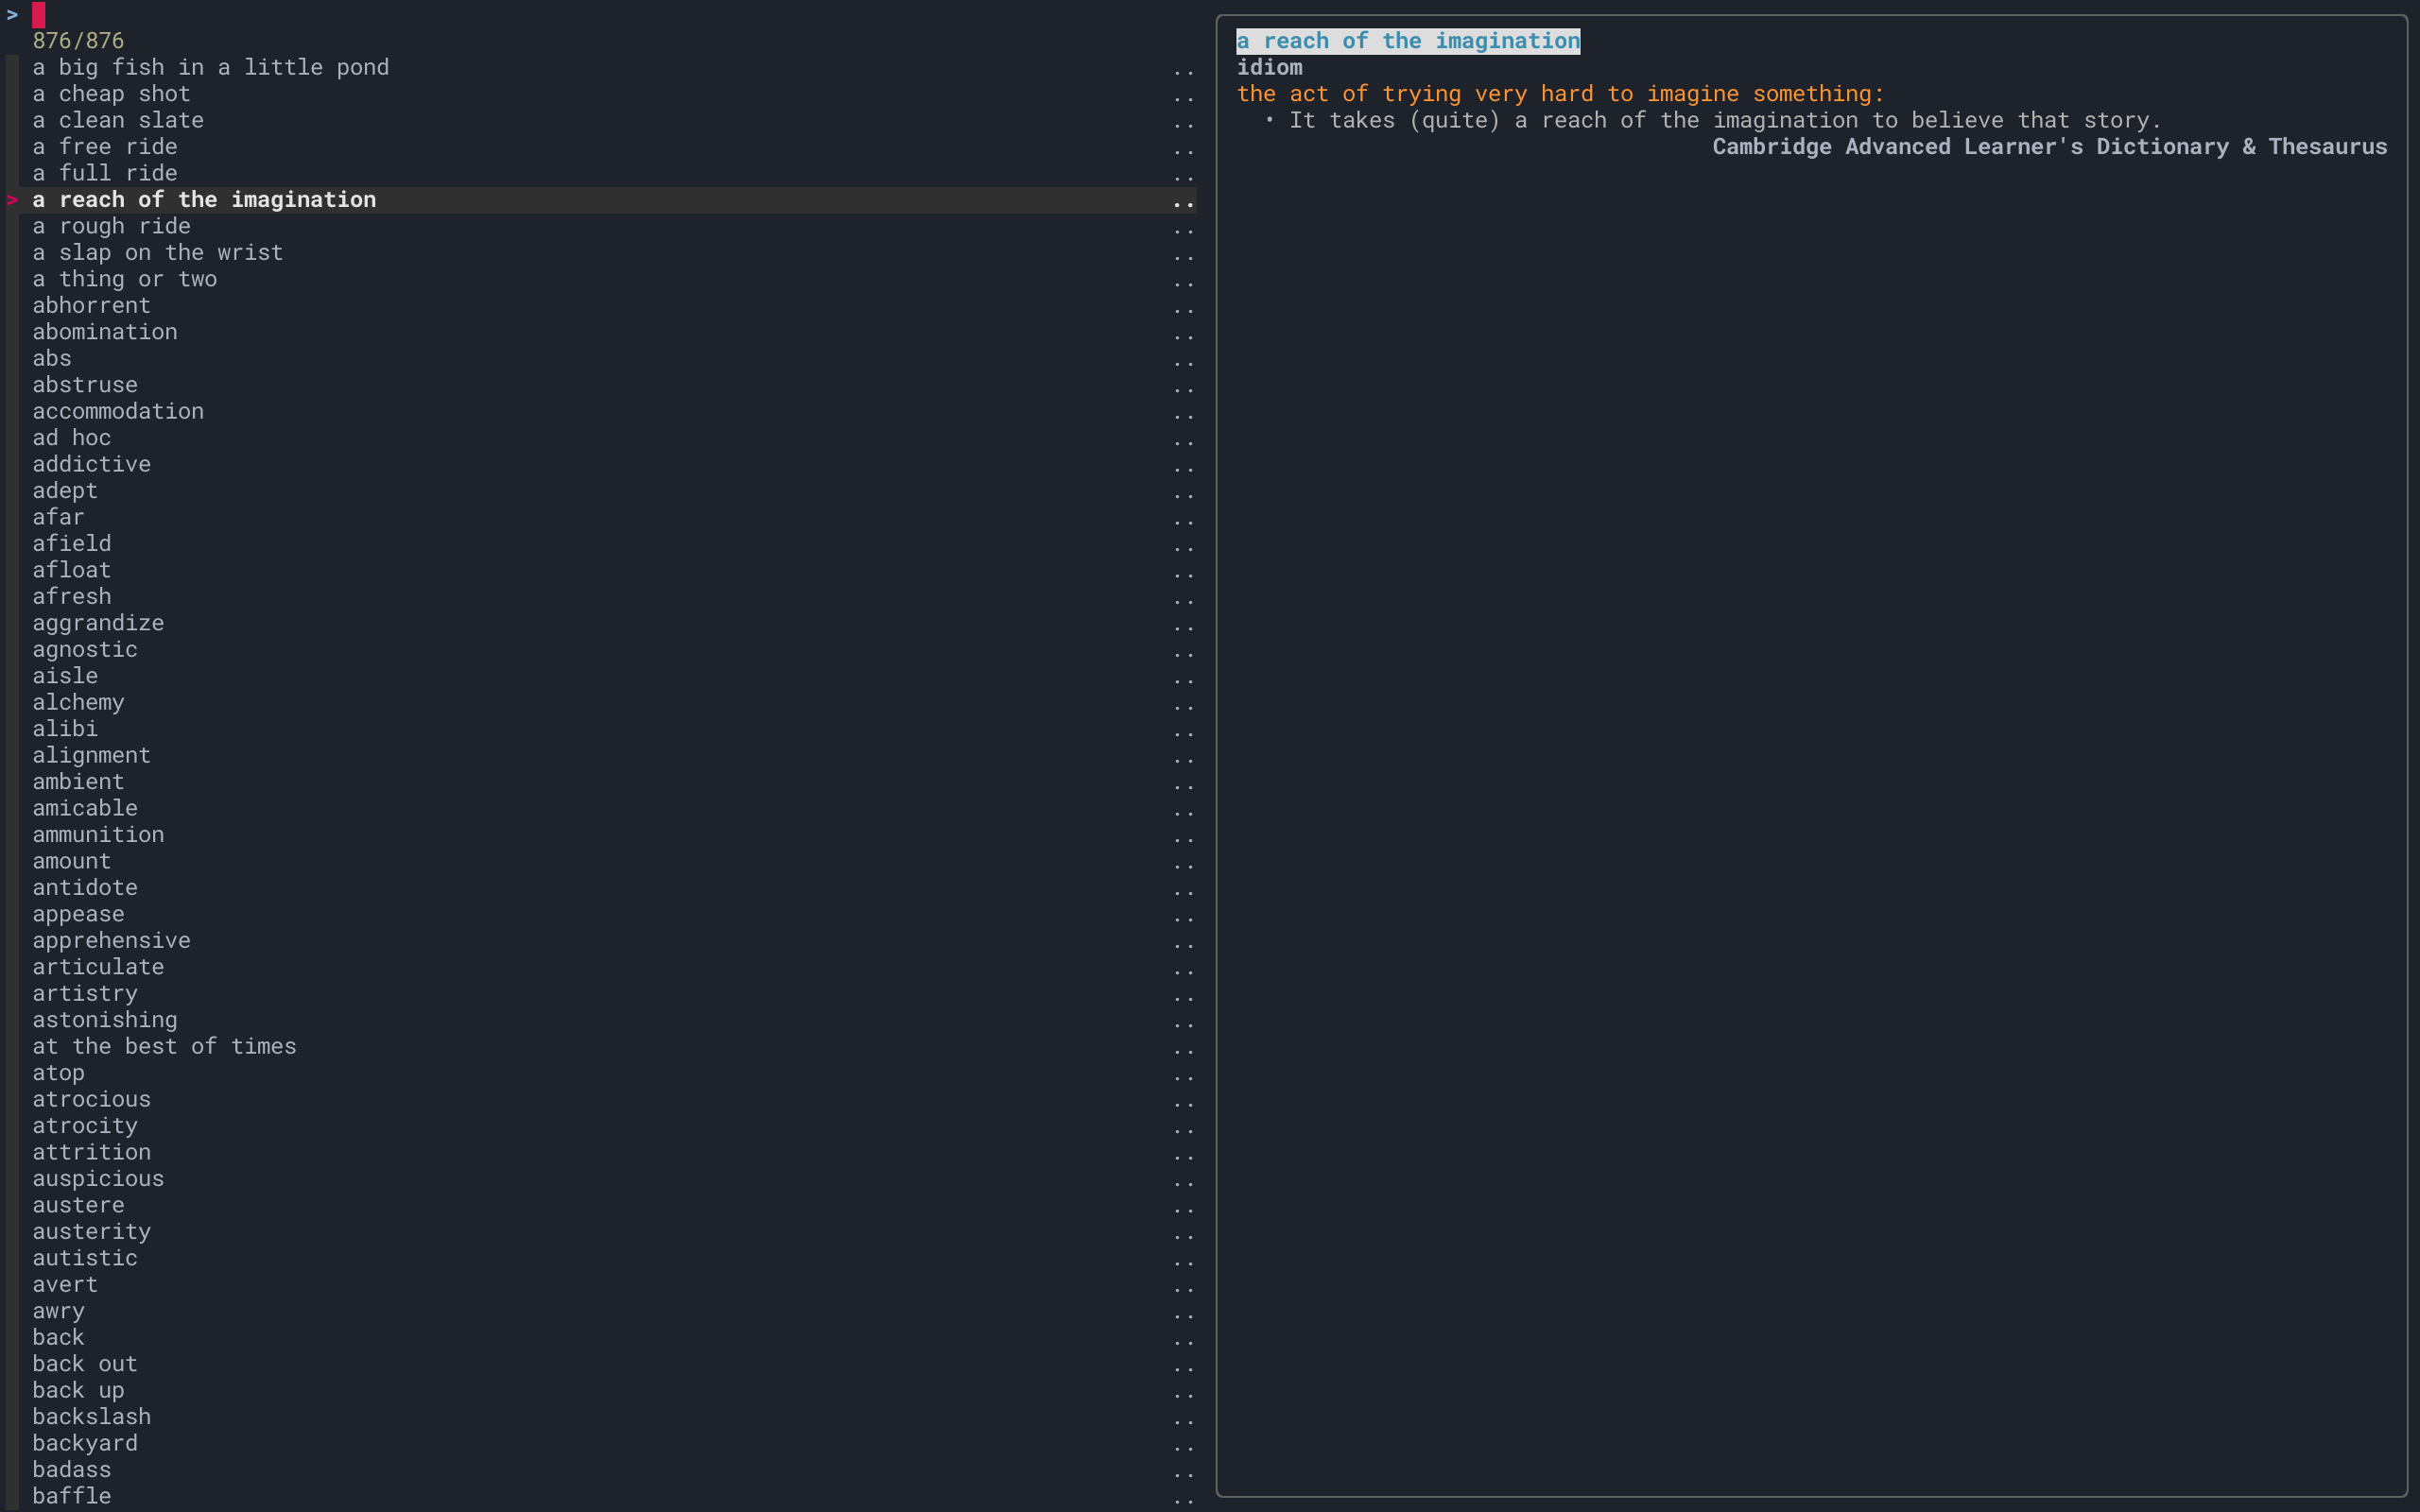 >
876/876
a big fish in a little pond ..
a cheap shot ..
a clean slate ..
a free ride ..
a full ride ..
> a reach of the imagination ..
a rough ride ..
a slap on the wrist ..
a thing or two ..
abhorrent ..
abomination ..
abs ..
abstruse ..
accommodation ..
ad hoc ..
addictive ..
adept ..
afar ..
afield ..
afloat ..
afresh ..
aggrandize ..
agnostic ..
aisle ..
alchemy ..
alibi ..
alignment ..
ambient ..
amicable ..
ammunition ..
amount ..
antidote ..
appease ..
apprehensive ..
articulate ..
artistry ..
astonishing ..
at the best of times ..
atop ..
atrocious ..
atrocity ..
attrition ..
auspicious ..
austere ..
austerity ..
autistic ..
avert ..
awry ..
back ..
back out ..
back up ..
backslash ..
backyard ..
badass ..
baffle ..
a reach of the imagination
idiom
the act of trying very hard to imagine something:
• It takes (quite) a reach of the imagination to believe that story.
Cambridge Advanced Learner's Dictionary & Thesaurus